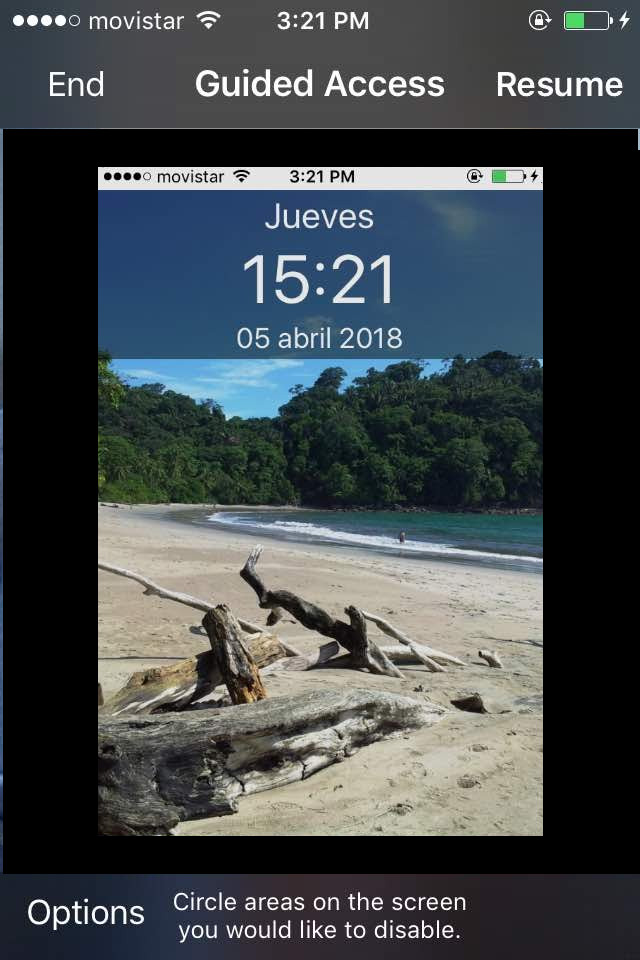 movistar 3:21 PM
End Guided Access Resume
movistar 3:21 PM
Jueves
15:21
05 abril 2018
Options
Circle areas on the screen
you would like to disable.